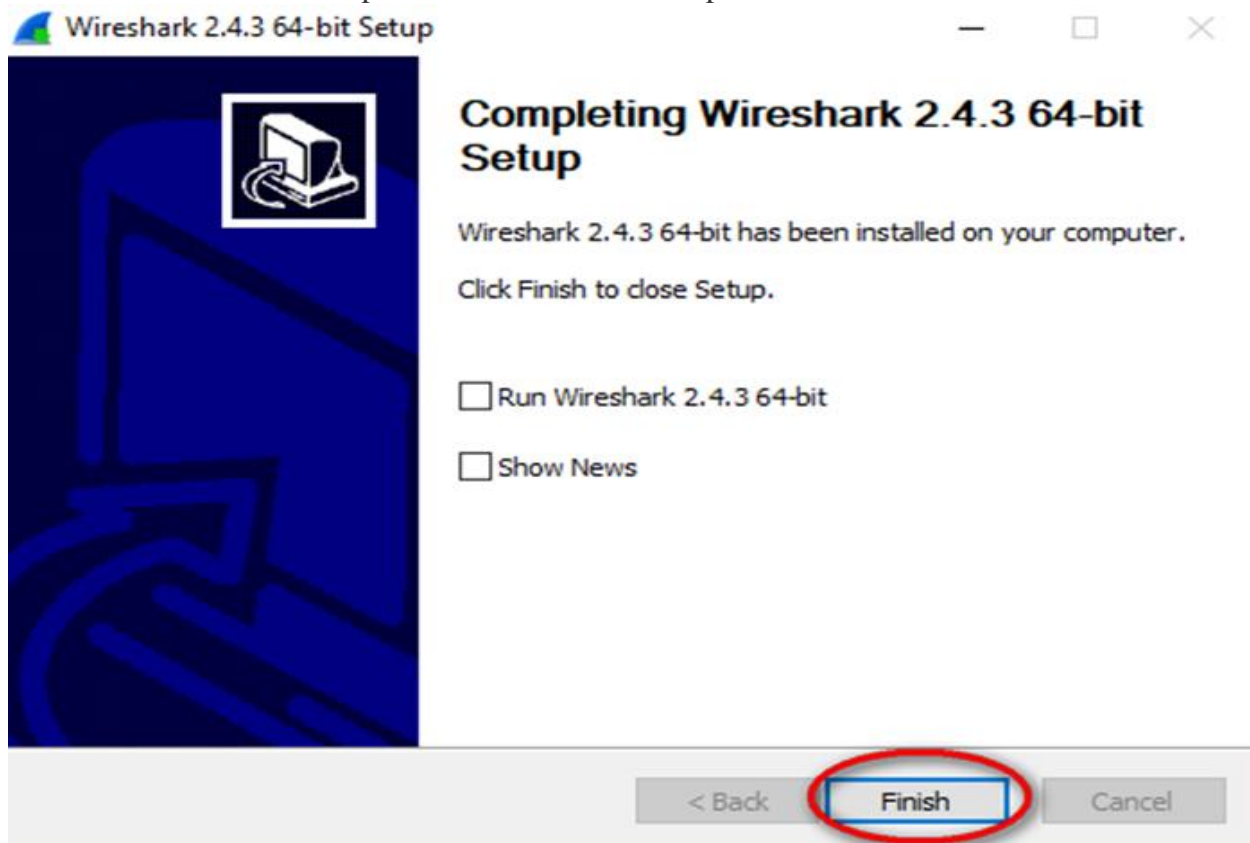 Wireshark 2.4.3 64-bit Setup
Completing Wireshark 2.4.3 64-bit
Setup
Wireshark 2.4.3 64-bit has been installed on your computer.
Click Finish to close Setup.
Run Wireshark 2.4.3 64-bit
Show News
< Back Finish Cancel